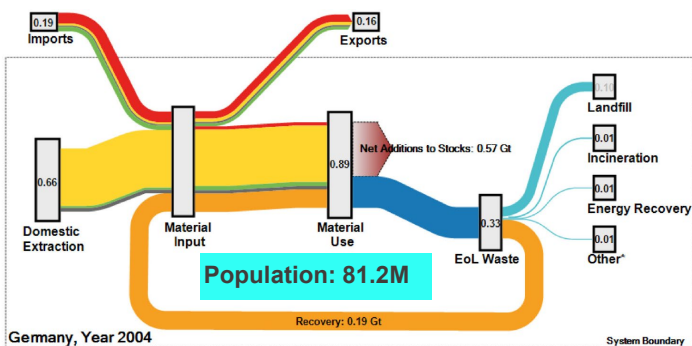 0.19
Imports
0.16
Exports
0.66
Domestic
Extraction
Material
Input
0.89
Material
Use
Net Additions to Stocks: 0.57 Gt
0.33
EoL Waste
0.10
Landfill
0.01
Incineration
0.01
Energy Recovery
0.01
Other*
Population: 81.2M
Recovery: 0.19 Gt
Germany, Year 2004
System Boundary